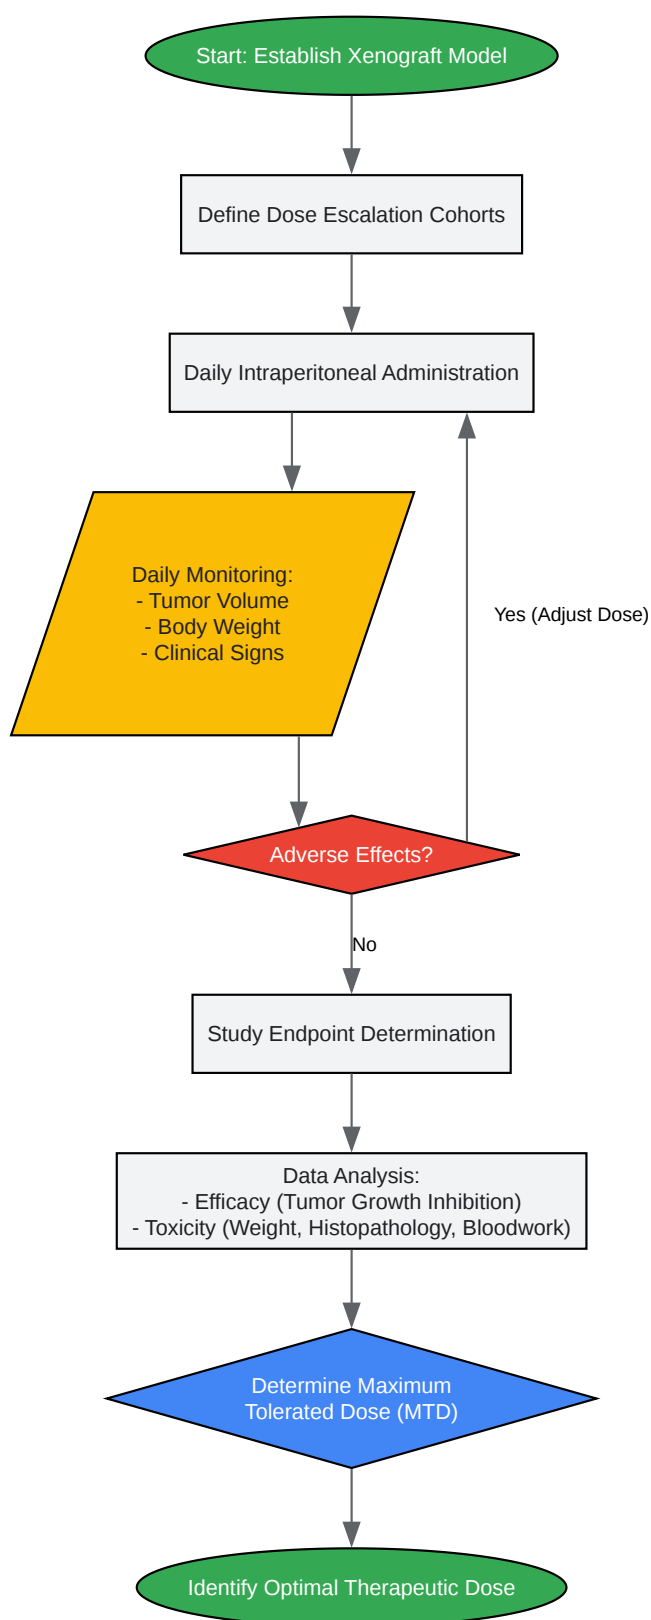 Start: Establish Xenograft Model
Define Dose Escalation Cohorts
Daily Intraperitoneal Administration
Daily Monitoring:
- Tumor Volume
- Body Weight
- Clinical Signs
Yes (Adjust Dose)
Adverse Effects?
No
Study Endpoint Determination
Data Analysis:
- Efficacy (Tumor Growth Inhibition)
- Toxicity (Weight, Histopathology, Bloodwork)
Determine Maximum
Tolerated Dose (MTD)
Identify Optimal Therapeutic Dose